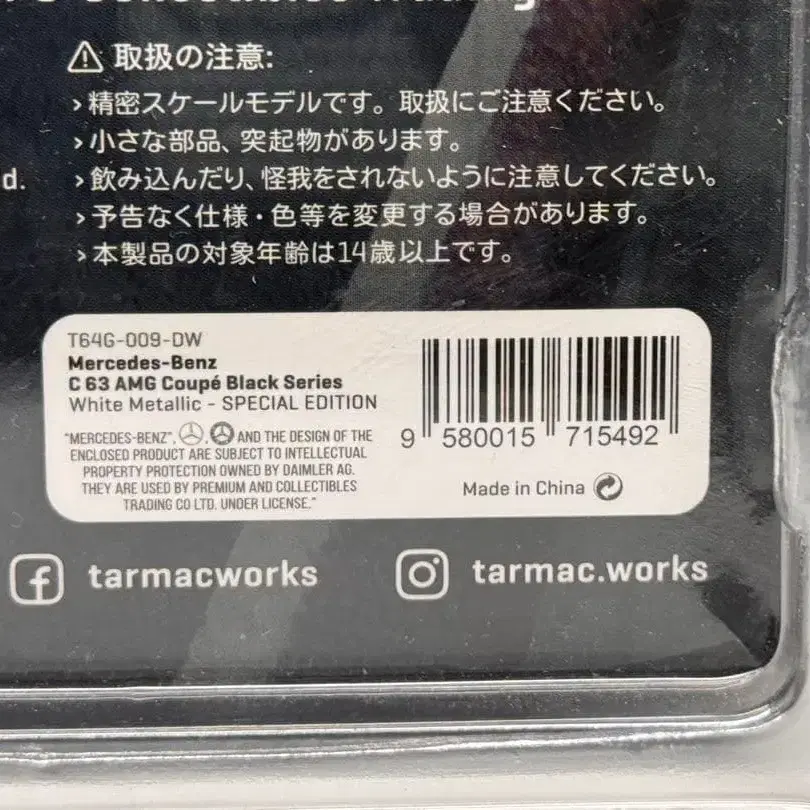 取扱の注意:
›精密スケールモデルです。取扱にご注意ください。
›小さな部品、突起物があります。
d.
›飲み込んだり、怪我をされないように注意してください。
›予告なく仕様・色等を変更する場合があります。
›本製品の対象年齢は14歳以上です。
T64G-009-DW
Mercedes-Benz
C 63 AMG Coupé Black Series
White Metallic - SPECIAL EDITION
"MERCEDES-BENZ", , AND THE DESIGN OF THE
ENCLOSED PRODUCT ARE SUBJECT TO INTELLECTUAL
PROPERTY PROTECTION OWNED BY DAIMLER AG.
THEY ARE USED BY PREMIUM AND COLLECTIBLES
TRADING CO LTD. UNDER LICENSE."
9 580015 715492
Made in China
tarmacworks
tarmac.works